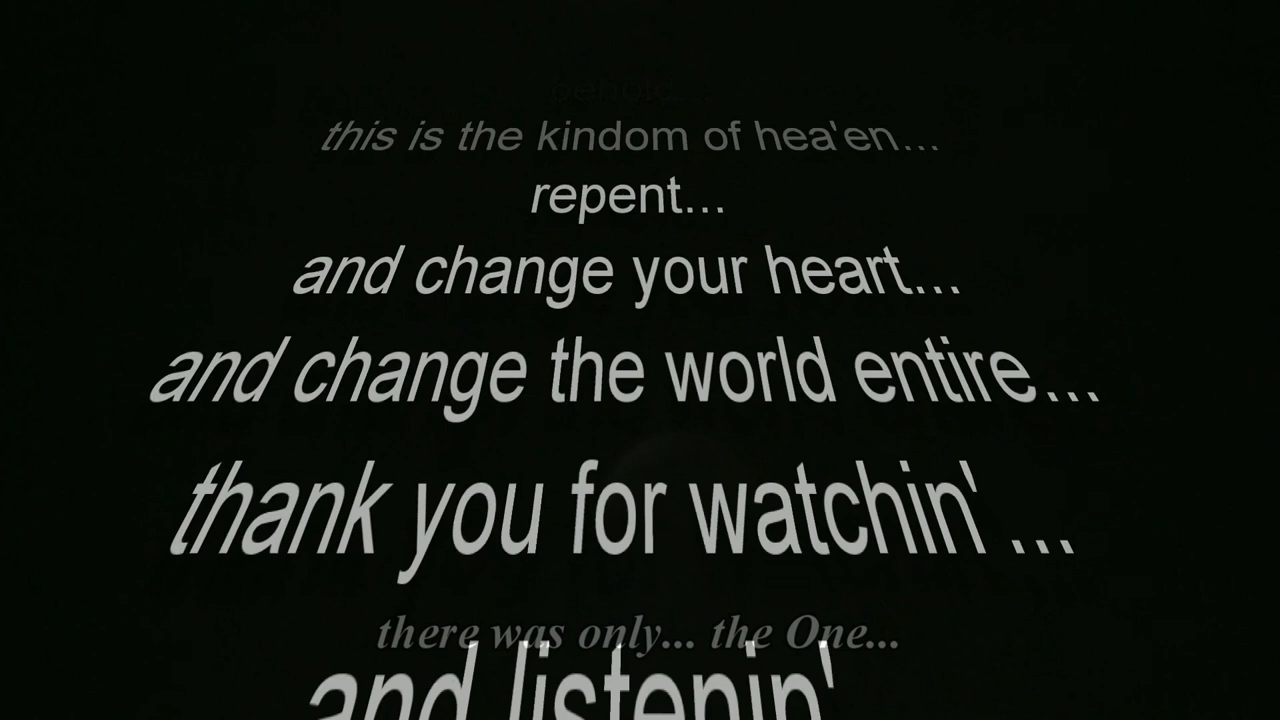 behold...
this is the kindom of hea'en...
repent...
and change your heart...
and change the world entire...
thank you for watchin' ...
there was only... the One...
and listenin'